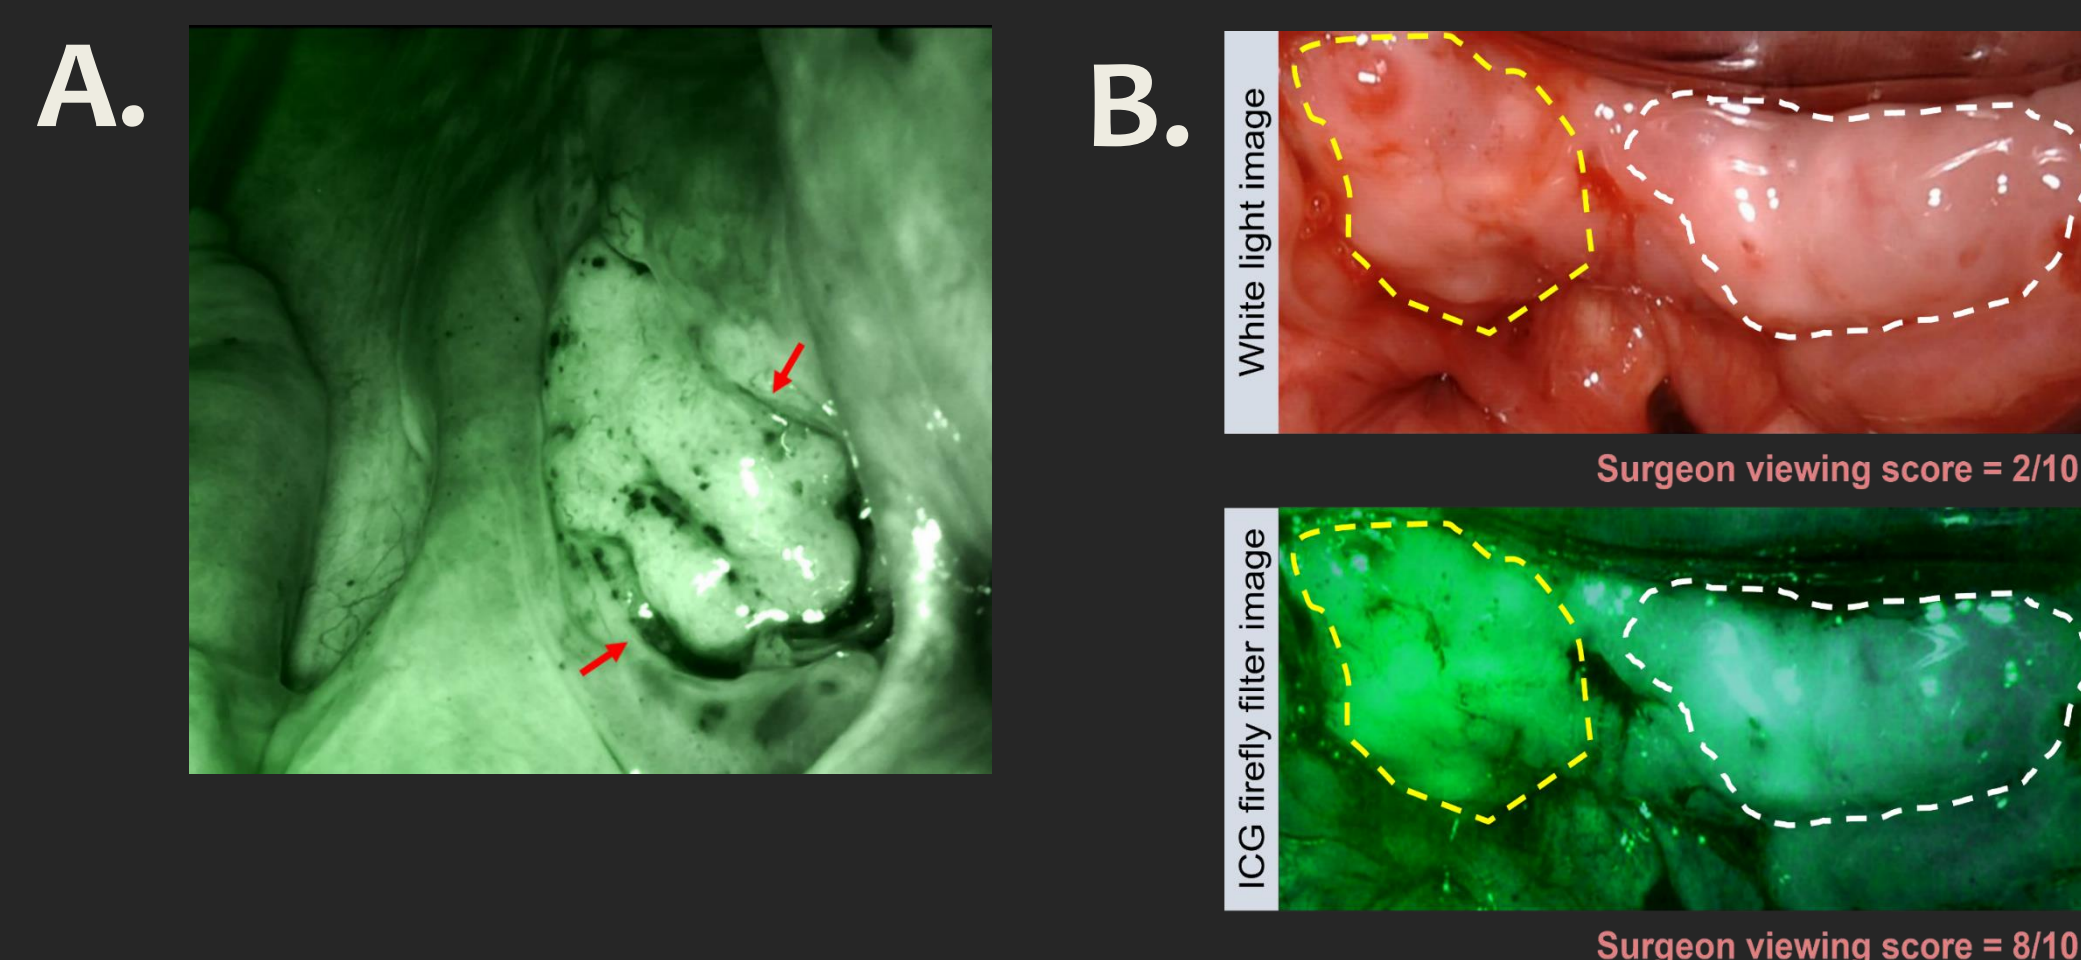 A.
B.
White light image
Surgeon viewing score = 2/10
ICG firefly filter image
Surgeon viewing score = 8/10